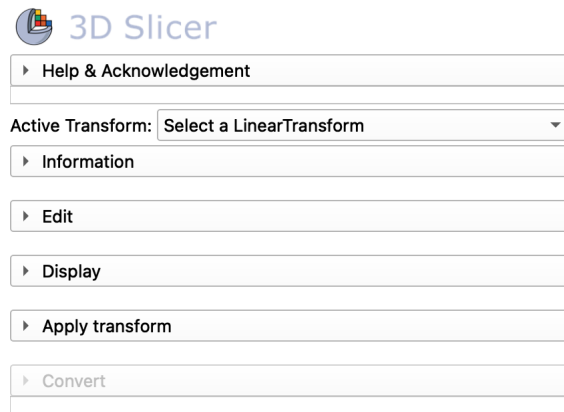 3D Slicer
Help & Acknowledgement
Active Transform: Select a LinearTransform
Information
Edit
Display
Apply transform
Convert